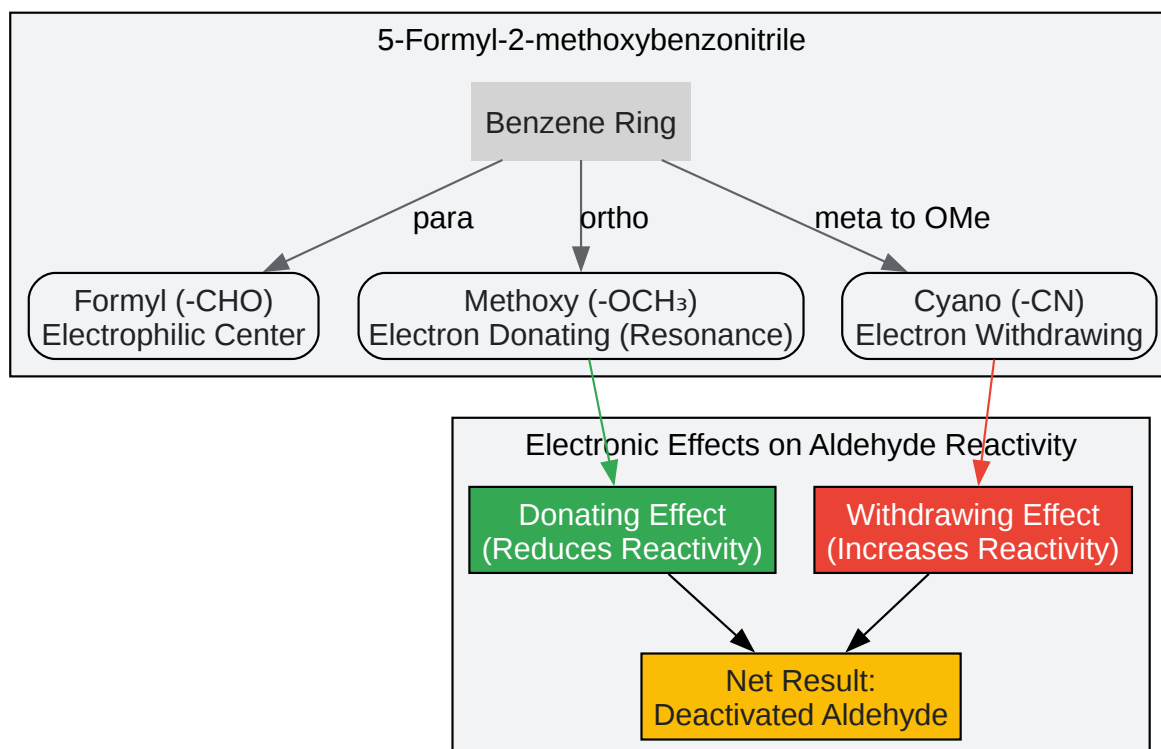 5-Formyl-2-methoxybenzonitrile
Benzene Ring
para
ortho
meta to OMe
Formyl (-CHO)
Electrophilic Center
Methoxy (-OCH₃)
Electron Donating (Resonance)
Cyano (-CN)
Electron Withdrawing
Electronic Effects on Aldehyde Reactivity
Donating Effect
(Reduces Reactivity)
Withdrawing Effect
(Increases Reactivity)
Net Result:
Deactivated Aldehyde